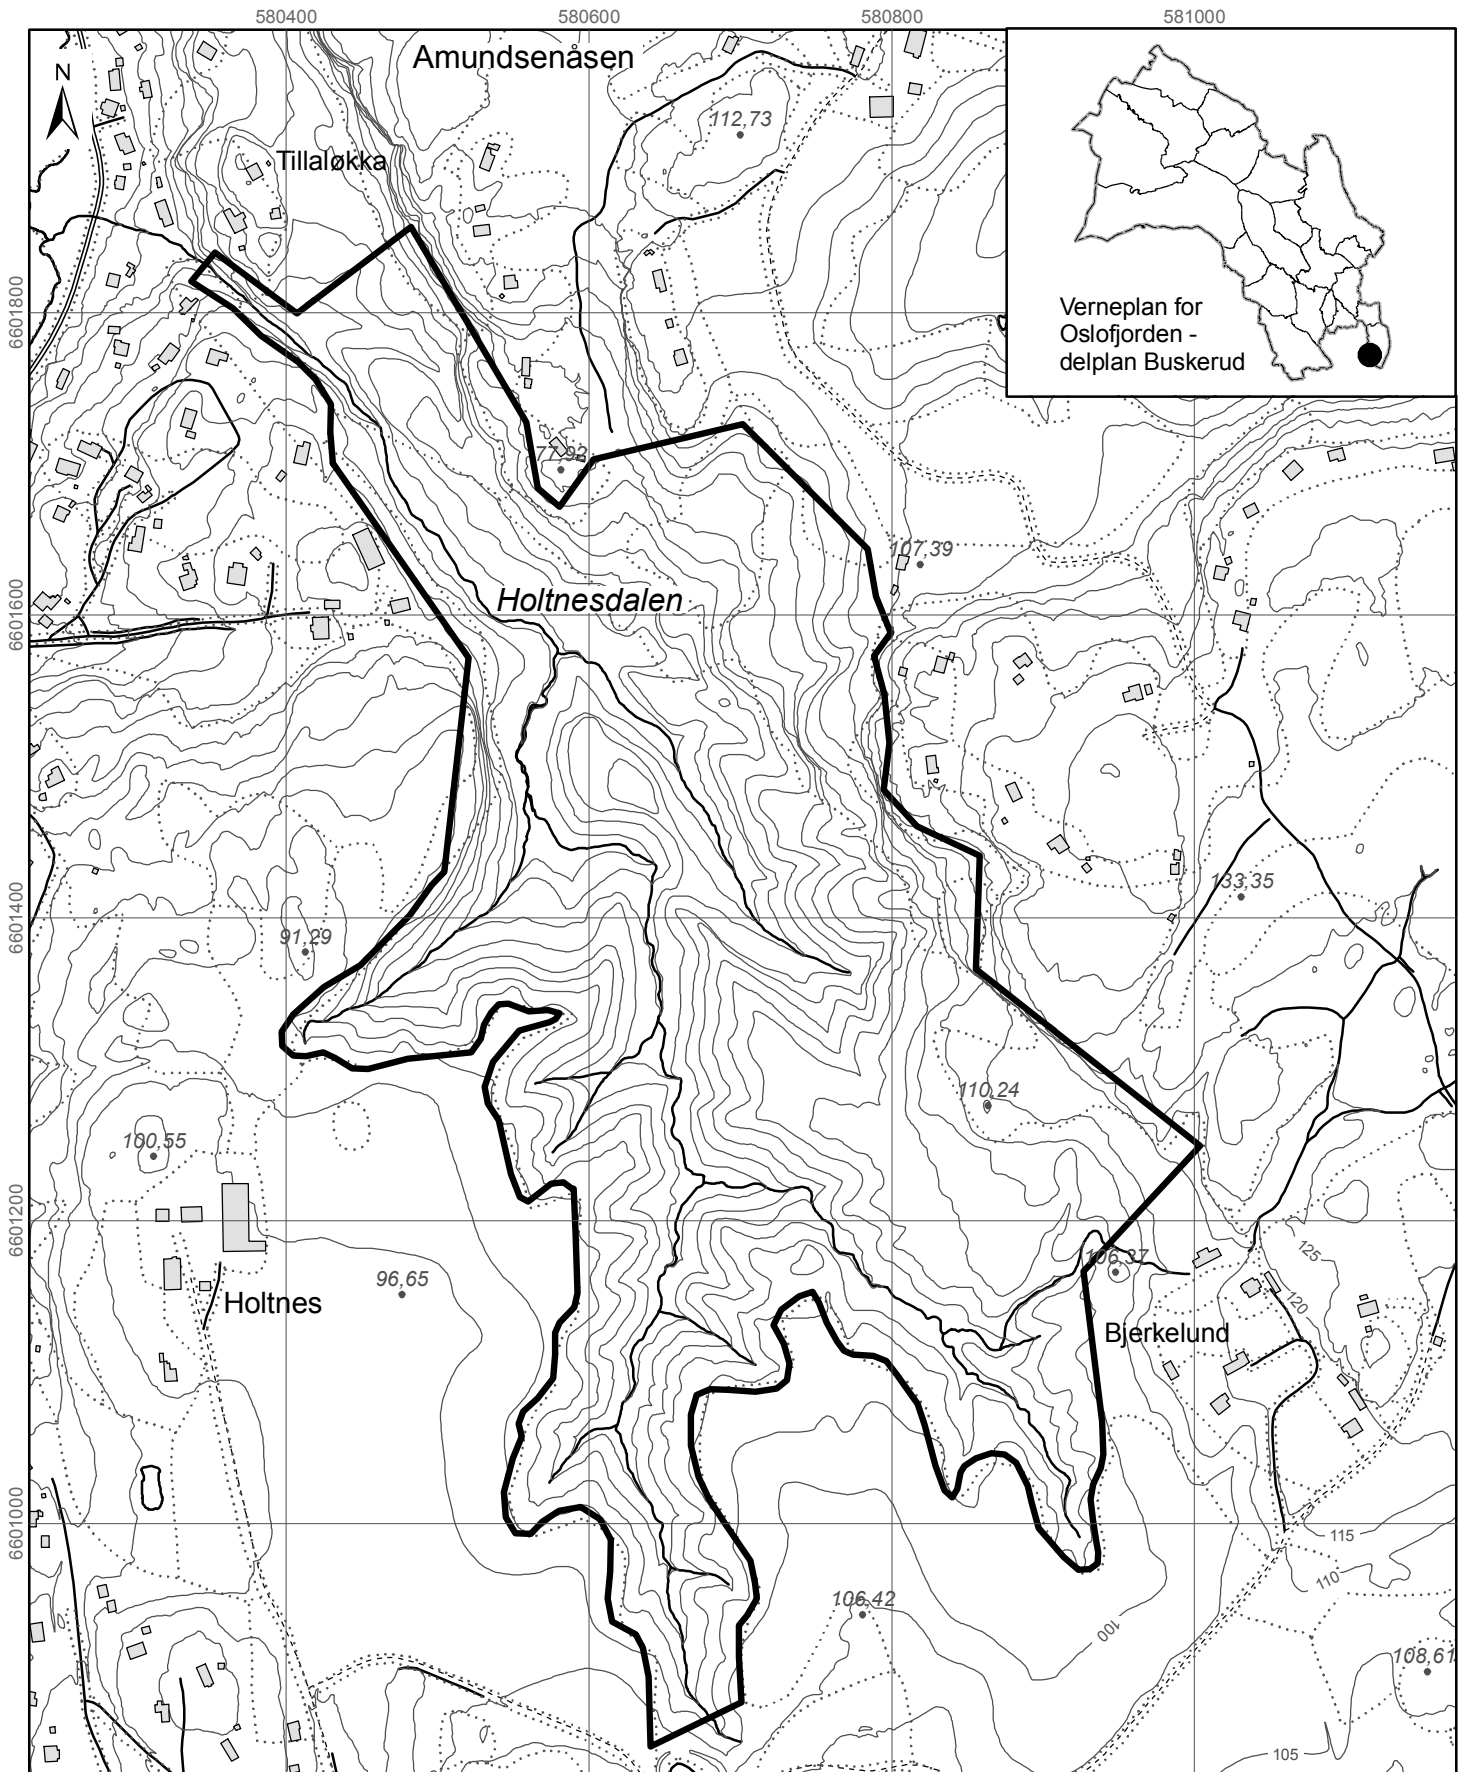 580400
580600
580800
581000
Amundsenåsen
N
112,73
Tillaløkka
Verneplan for
Oslofjorden -
delplan Buskerud
6601800
77,92
107,39
Holtnesdalen
6601600
133,35
6601400
91,29
110,24
100,55
6601200
125
106,37
96,65
120
Holtnes
Bjerkelund
6601000
115
110
106,42
100
108,61
105